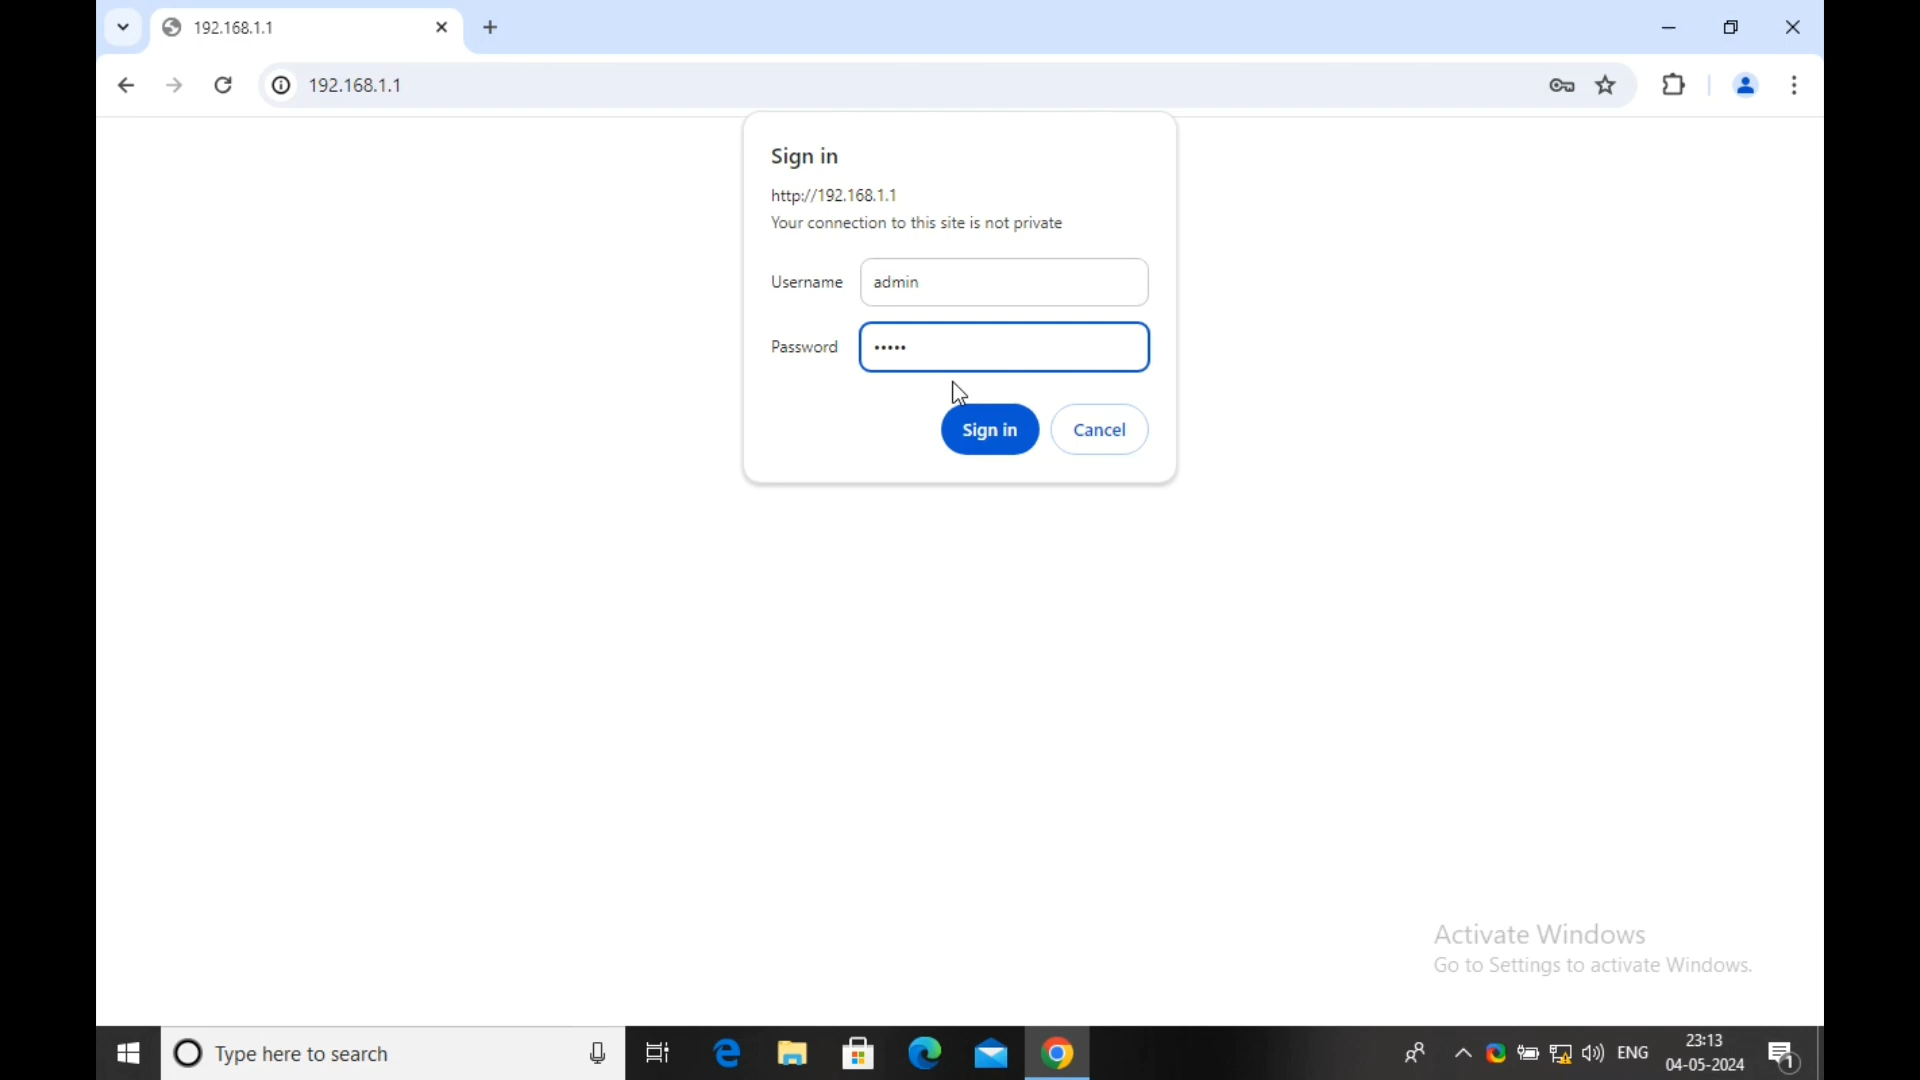 192.168.1.1
192.168.1.1
Sign in
http://192.168.1.1
Your connection to this site is not private
Username admin
Password •••••
Sign in Cancel
Activate Windows
Go to Settings to activate Windows.
Type here to search
ENG
23:13
04-05-2024
1